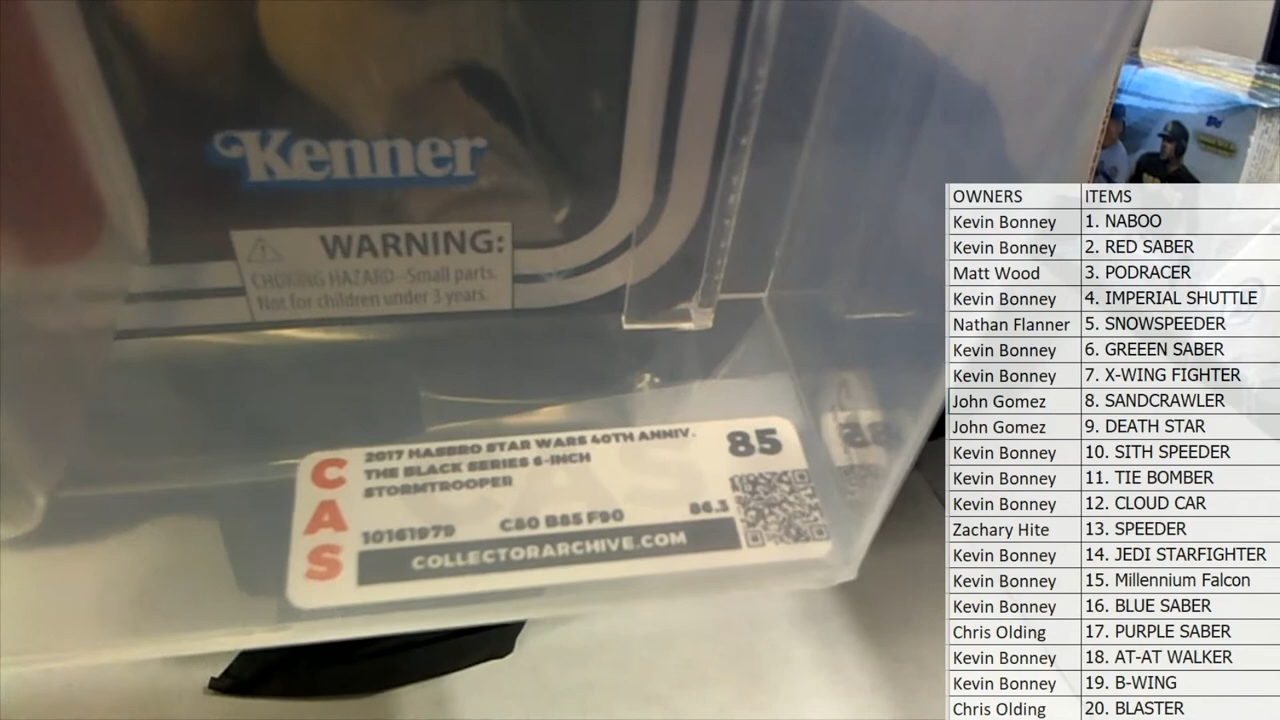 Kenner
WARNING:
CHOKING HAZARD -Small parts.
Not for children under 3 years.
CAS
2017 HASBRO STAR WARS 40TH ANNIV.
THE BLACK SERIES 6-INCH
STORMTROOPER
85
10161979 C80 B85 F90 86.3
COLLECTORARCHIVE.COM
OWNERS ITEMS
Kevin Bonney 1. NABOO
Kevin Bonney 2. RED SABER
Matt Wood 3. PODRACER
Kevin Bonney 4. IMPERIAL SHUTTLE
Nathan Flanner 5. SNOWSPEEDER
Kevin Bonney 6. GREEEN SABER
Kevin Bonney 7. X-WING FIGHTER
John Gomez 8. SANDCRAWLER
John Gomez 9. DEATH STAR
Kevin Bonney 10. SITH SPEEDER
Kevin Bonney 11. TIE BOMBER
Kevin Bonney 12. CLOUD CAR
Zachary Hite 13. SPEEDER
Kevin Bonney 14. JEDI STARFIGHTER
Kevin Bonney 15. Millennium Falcon
Kevin Bonney 16. BLUE SABER
Chris Olding 17. PURPLE SABER
Kevin Bonney 18. AT-AT WALKER
Kevin Bonney 19. B-WING
Chris Olding 20. BLASTER